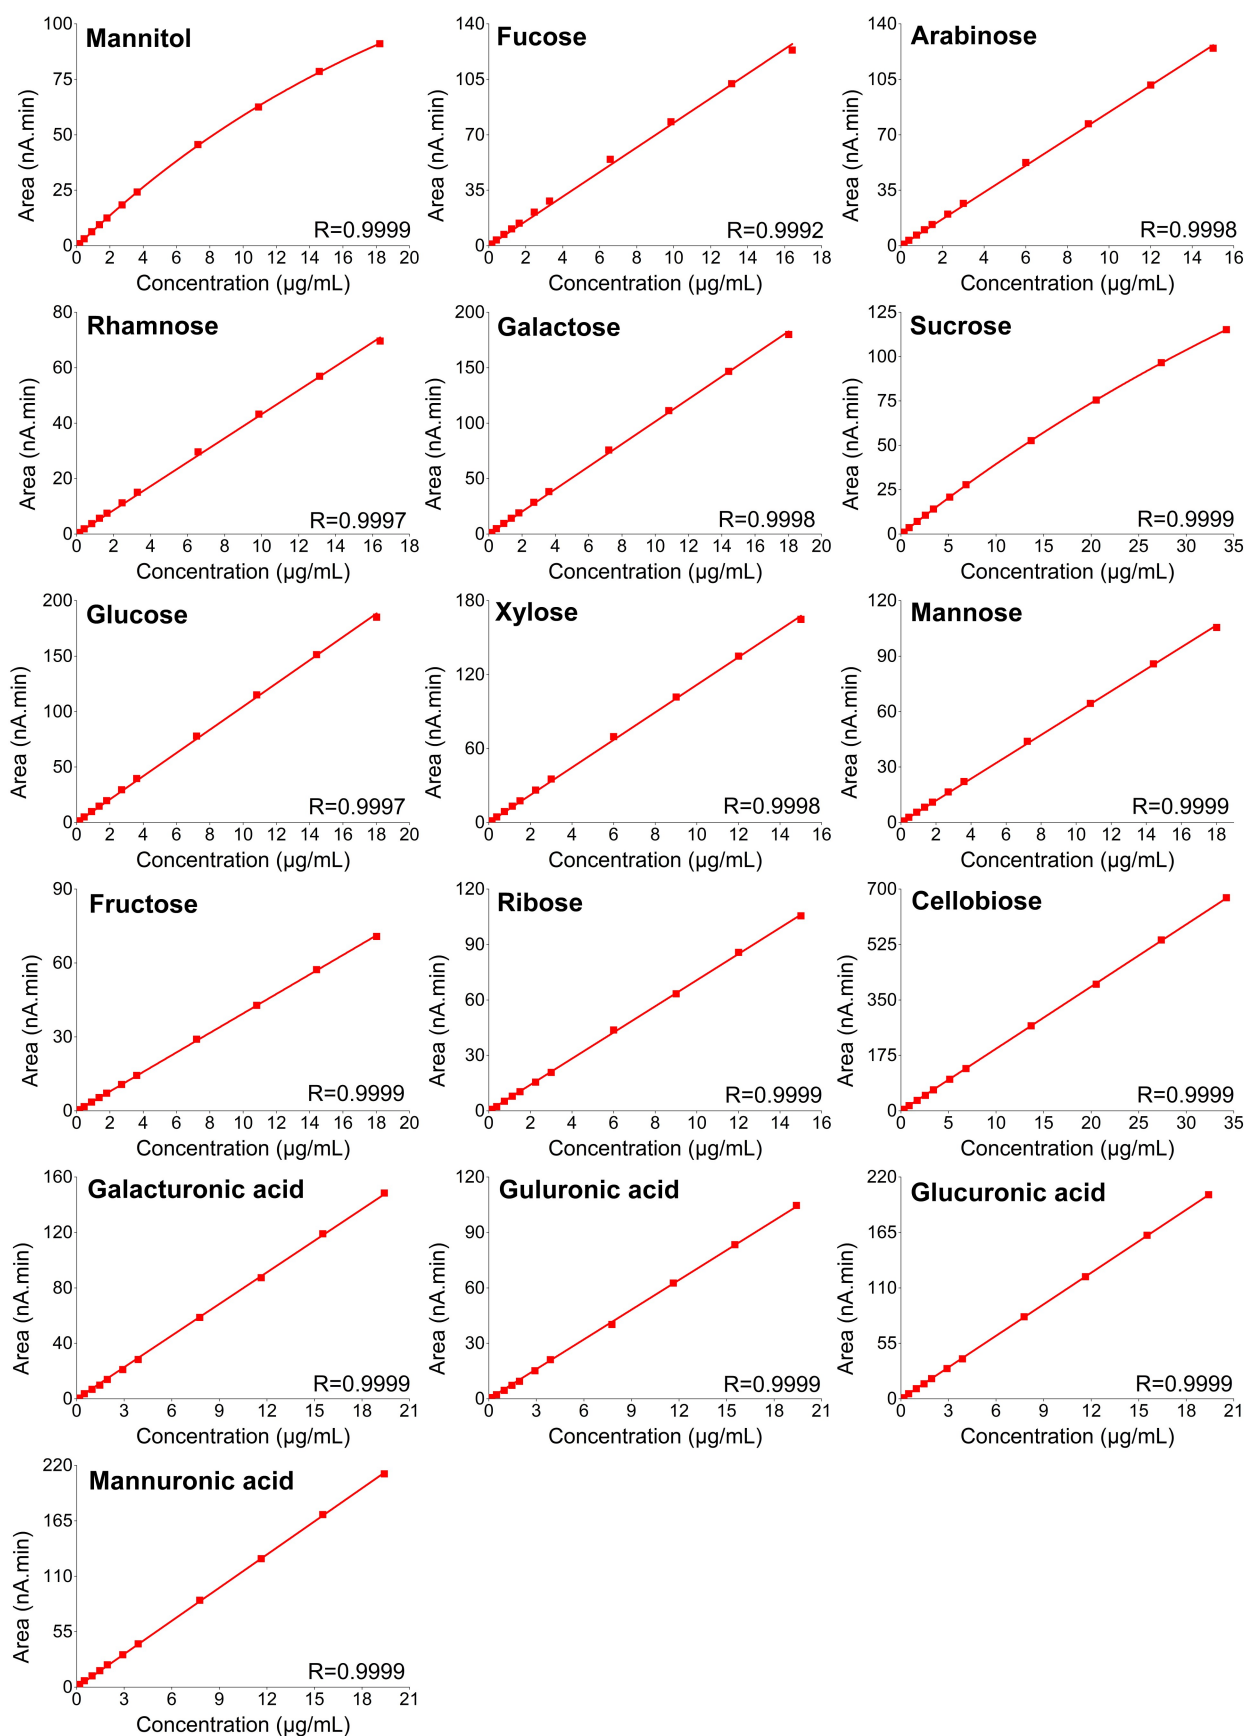 Mannitol
Area (nA.min)
100
75
50
25
0
R=0.9999
0 2 4 6 8 10 12 14 16 18 20
Concentration (µg/mL)
Fucose
Area (nA.min)
140
105
70
35
0
R=0.9992
0 2 4 6 8 10 12 14 16 18
Concentration (µg/mL)
Arabinose
Area (nA.min)
140
105
70
35
0
R=0.9998
0 2 4 6 8 10 12 14 16
Concentration (µg/mL)
Rhamnose
Area (nA.min)
80
60
40
20
0
R=0.9997
0 2 4 6 8 10 12 14 16 18
Concentration (µg/mL)
Galactose
Area (nA.min)
200
150
100
50
0
R=0.9998
0 2 4 6 8 10 12 14 16 18 20
Concentration (µg/mL)
Sucrose
Area (nA.min)
125
100
75
50
25
0
R=0.9999
0 5 10 15 20 25 30 35
Concentration (µg/mL)
Glucose
Area (nA.min)
200
150
100
50
0
R=0.9997
0 2 4 6 8 10 12 14 16 18 20
Concentration (µg/mL)
Xylose
Area (nA.min)
180
120
60
0
R=0.9998
0 2 4 6 8 10 12 14 16
Concentration (µg/mL)
Mannose
Area (nA.min)
120
90
60
30
0
R=0.9999
0 2 4 6 8 10 12 14 16 18
Concentration (µg/mL)
Fructose
Area (nA.min)
90
60
30
0
R=0.9999
0 2 4 6 8 10 12 14 16 18 20
Concentration (µg/mL)
Ribose
Area (nA.min)
120
90
60
30
0
R=0.9999
0 2 4 6 8 10 12 14 16
Concentration (µg/mL)
Cellobiose
Area (nA.min)
700
525
350
175
0
R=0.9999
0 5 10 15 20 25 30 35
Concentration (µg/mL)
Galacturonic acid
Area (nA.min)
160
120
80
40
0
R=0.9999
0 3 6 9 12 15 18 21
Concentration (µg/mL)
Guluronic acid
Area (nA.min)
120
90
60
30
0
R=0.9999
0 3 6 9 12 15 18 21
Concentration (µg/mL)
Glucuronic acid
Area (nA.min)
220
165
110
55
0
R=0.9999
0 3 6 9 12 15 18 21
Concentration (µg/mL)
Mannuronic acid
Area (nA.min)
220
165
110
55
0
R=0.9999
0 3 6 9 12 15 18 21
Concentration (µg/mL)